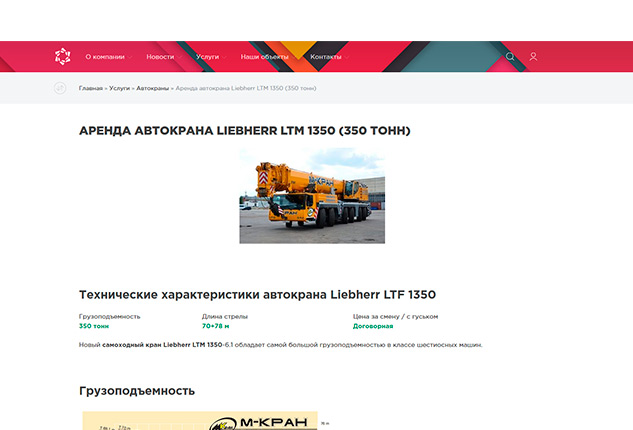 О компании Новости Услуги Наши объекты Контакты
Главная » Услуги » Автокраны » Аренда автокрана Liebherr LTM 1350 (350 тонн)
АРЕНДА АВТОКРАНА LIEBHERR LTM 1350 (350 ТОНН)
М-КРАН
КРАН
Технические характеристики автокрана Liebherr LTF 1350
Грузоподъемность Длина стрелы Цена за смену / с гуськом
350 тонн 70+78 м Договорная
Новый самоходный кран Liebherr LTM 1350-6.1 обладает самой большой грузоподъемностью в классе шестиосных машин.
Грузоподъемность
М-КРАН